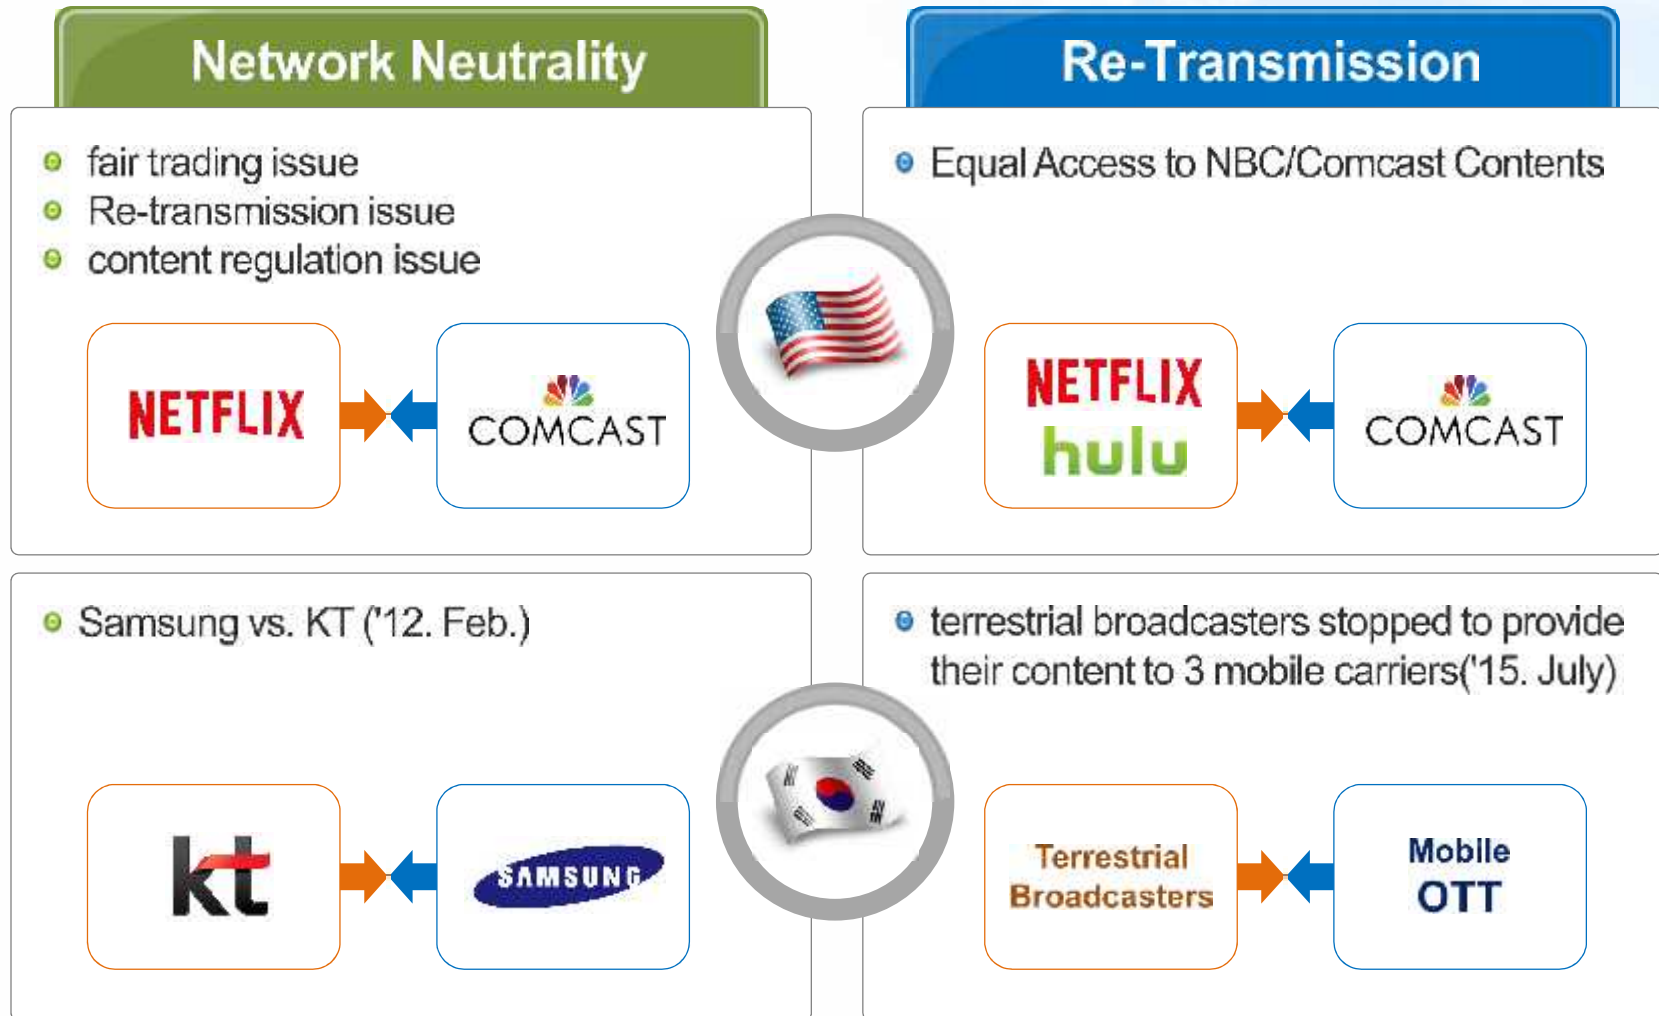 Network Neutrality
fair trading issue
Re-transmission issue
content regulation issue
NETFLIX
COMCAST
Re-Transmission
Equal Access to NBC/Comcast Contents
NETFLIX
hulu
COMCAST
Samsung vs. KT ('12. Feb.)
kt
SAMSUNG
terrestrial broadcasters stopped to provide
their content to 3 mobile carriers('15. July)
Terrestrial
Broadcasters
Mobile
OTT